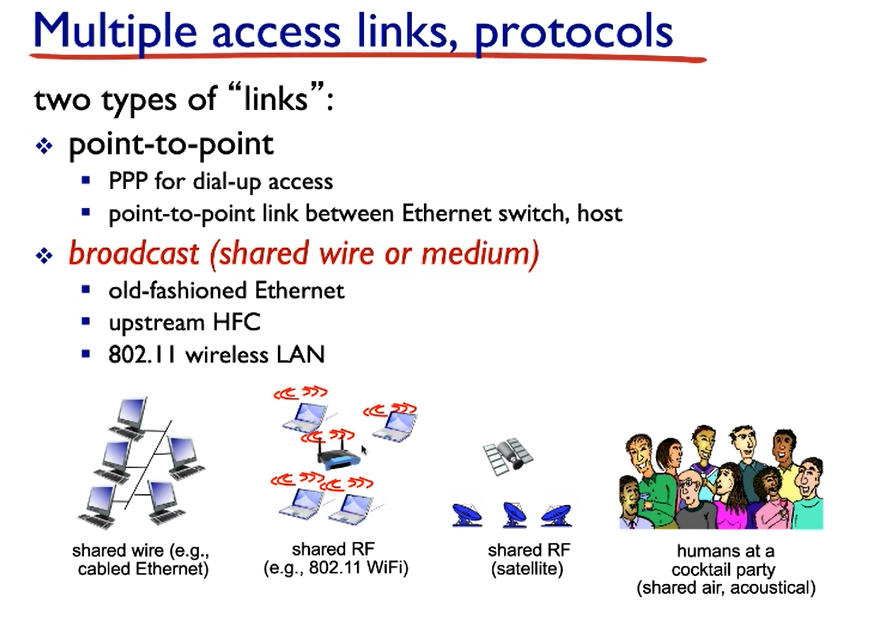 Multiple access links, protocols
two types of “links”:
❖ point-to-point
▪ PPP for dial-up access
▪ point-to-point link between Ethernet switch, host
❖ broadcast (shared wire or medium)
▪ old-fashioned Ethernet
▪ upstream HFC
▪ 802.11 wireless LAN
shared wire (e.g.,
cabled Ethernet)
shared RF
(e.g., 802.11 WiFi)
shared RF
(satellite)
humans at a
cocktail party
(shared air, acoustical)